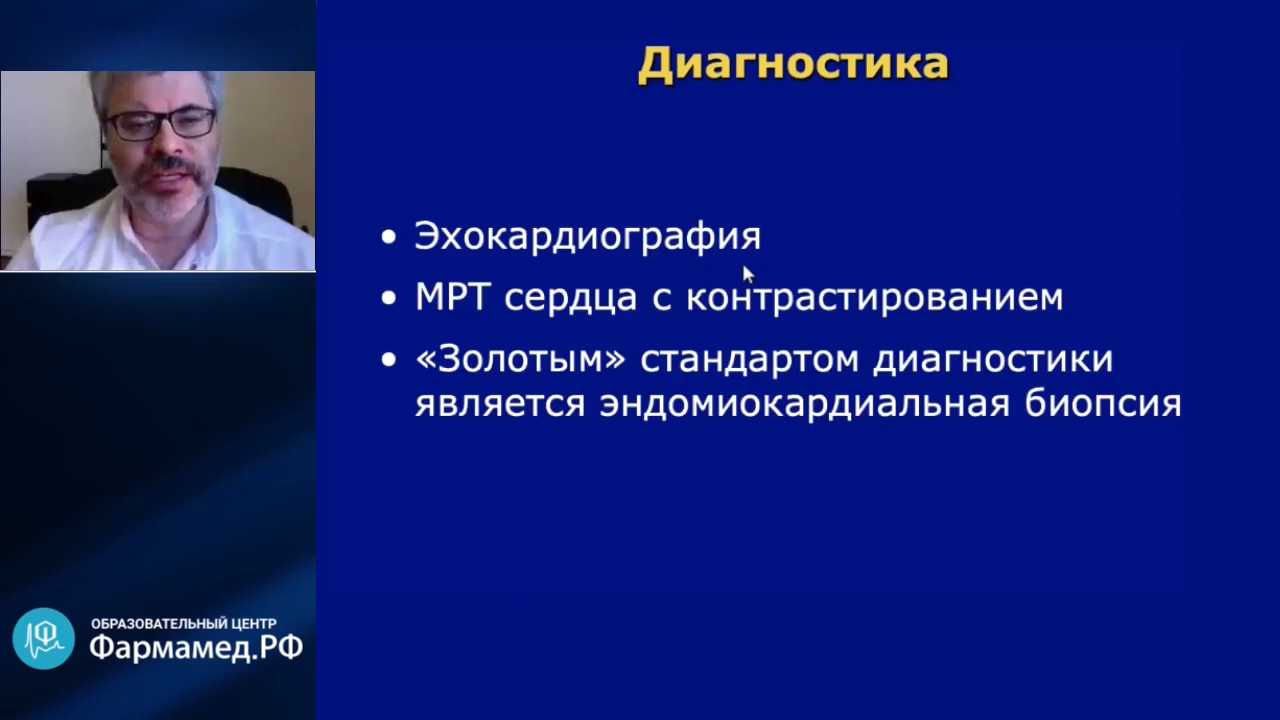 Диагностика
• Эхокардиография
• МРТ сердца с контрастированием
• «Золотым» стандартом диагностики
является эндомиокардиальная биопсия
ОБРАЗОВАТЕЛЬНЫЙ ЦЕНТР
Фармамед.РФ